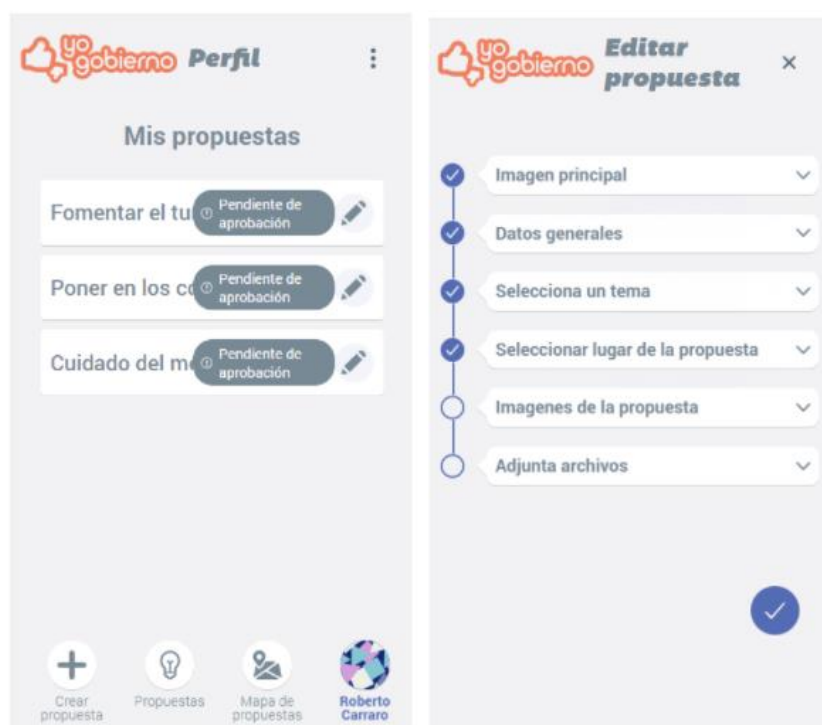 yo
gobierno Perfil
Mis propuestas
Fomentar el tu
Pendiente de
aprobación
Poner en los co
Pendiente de
aprobación
Cuidado del me
Pendiente de
aprobación
Crear
propuesta
Propuestas
Mapa de
propuestas
Roberto
Carraro
yo
gobierno
Editar
propuesta
Imagen principal
Datos generales
Selecciona un tema
Seleccionar lugar de la propuesta
Imagenes de la propuesta
Adjunta archivos